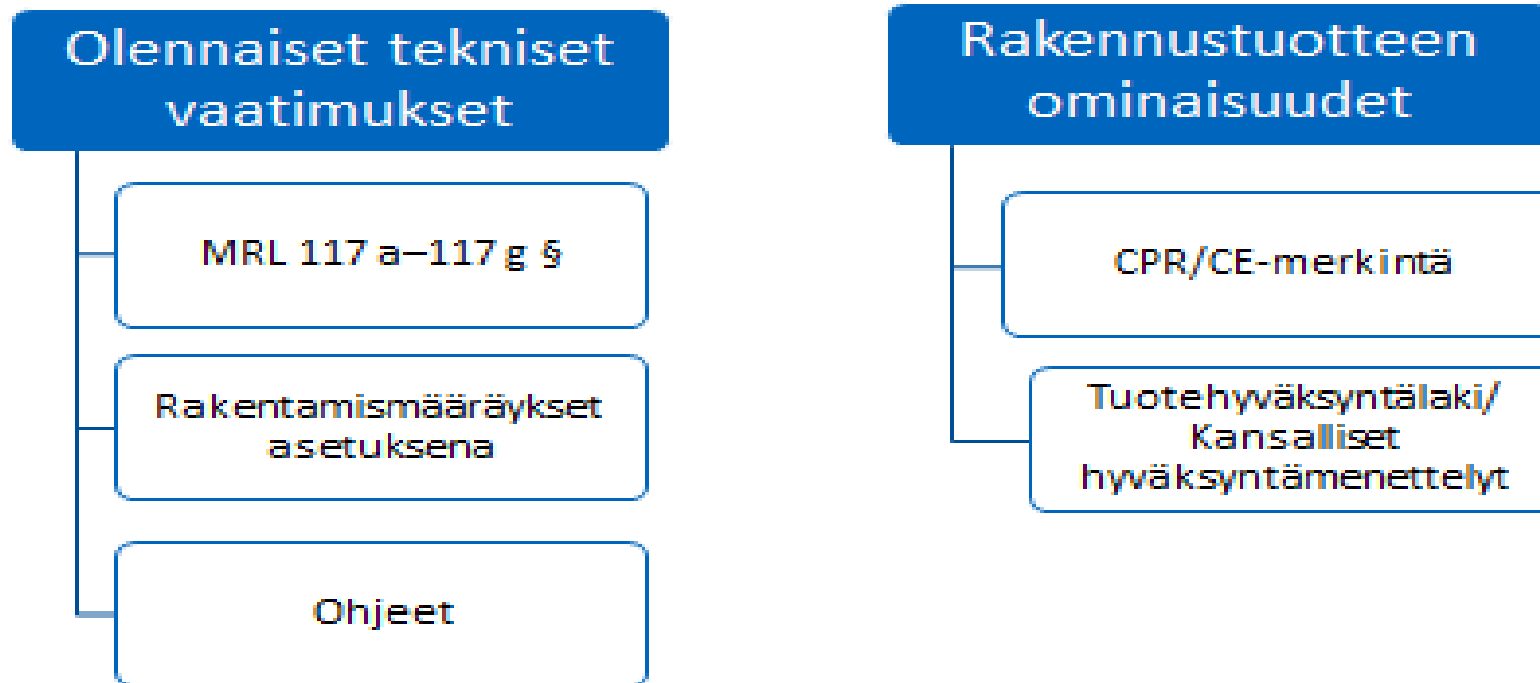 Olennaiset tekniset
vaatimukset
MRL 117 a–117 g §
Rakentamismääräykset
asetuksena
Ohjeet
Rakennustuotteen
ominaisuudet
CPR/CE-merkintä
Tuotehyväksyntälaki/
Kansalliset
hyväksyntämenettelyt